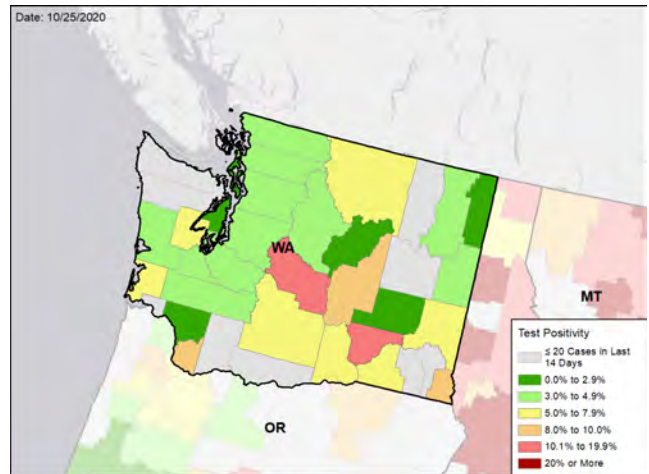 Date: 10/25/2020
WA
MT
OR
Test Positivity
≤ 20 Cases in Last
14 Days
0.0% to 2.9%
3.0% to 4.9%
5.0% to 7.9%
8.0% to 10.0%
10.1% to 19.9%
20% or More